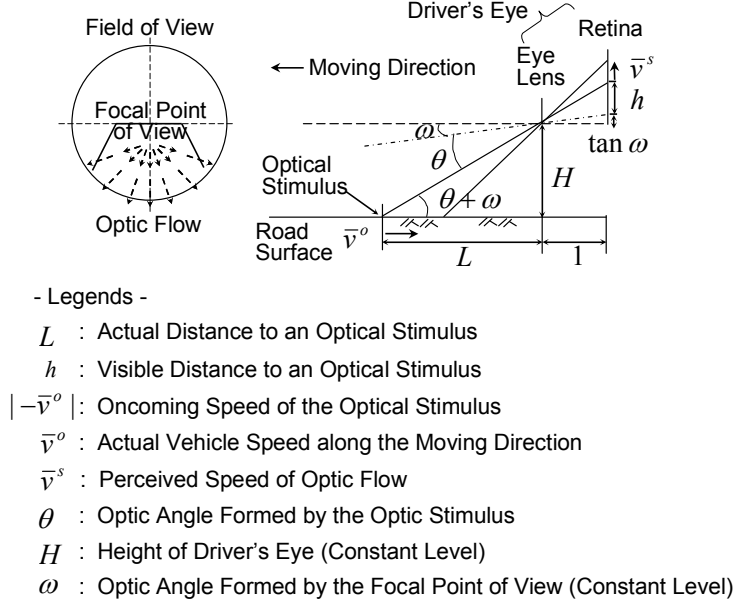 Driver's Eye
Field of View
Retina
Eye
Lens
Moving Direction
v̅ˢ
h
Focal Point
of View
ω
tan ω
θ
Optical
Stimulus
H
θ + ω
Optic Flow
Road
Surface
v̅ᵒ
L
1
- Legends -
L : Actual Distance to an Optical Stimulus
h : Visible Distance to an Optical Stimulus
| −v̅ᵒ | : Oncoming Speed of the Optical Stimulus
v̅ᵒ : Actual Vehicle Speed along the Moving Direction
v̅ˢ : Perceived Speed of Optic Flow
θ : Optic Angle Formed by the Optic Stimulus
H : Height of Driver's Eye (Constant Level)
ω : Optic Angle Formed by the Focal Point of View (Constant Level)